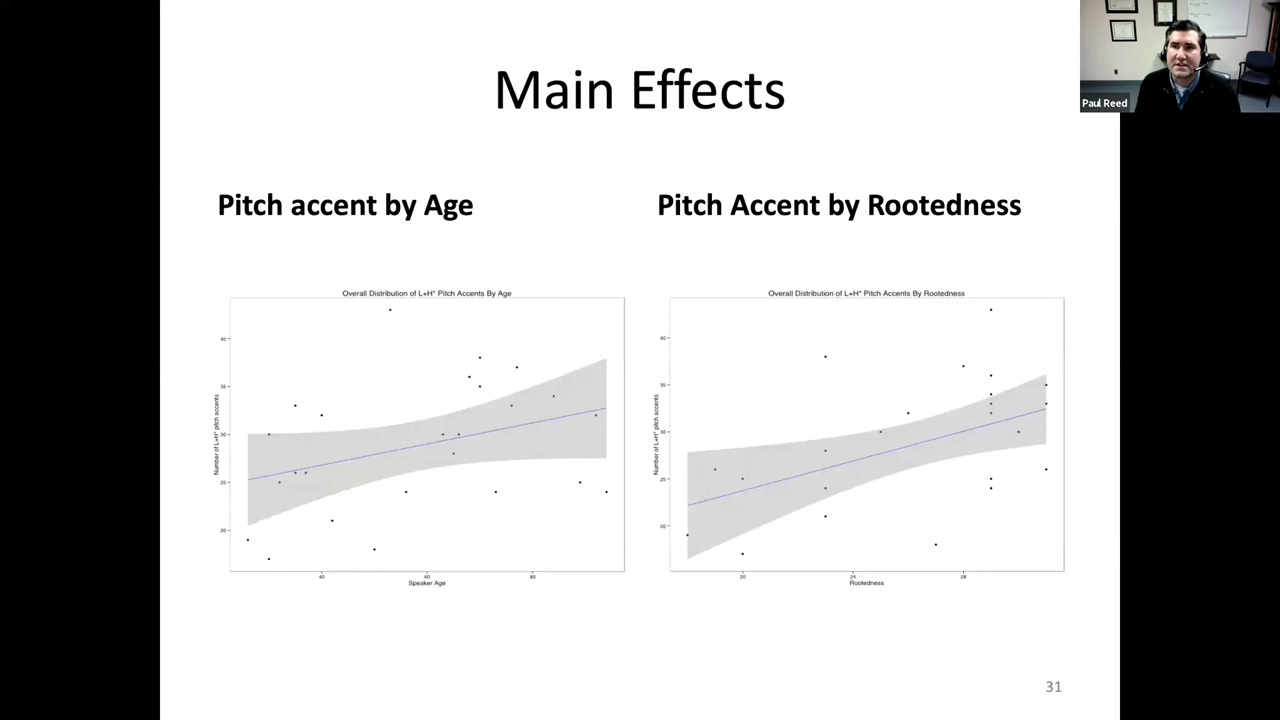 Main Effects
Paul Reed
Pitch accent by Age
Pitch Accent by Rootedness
Overall Distribution of L+H* Pitch Accents By Age
Number of L+H* pitch accents
40
35
30
25
20
40
60
80
Speaker Age
Overall Distribution of L+H* Pitch Accents By Rootedness
Number of L+H* pitch accents
40
35
30
25
20
20
24
28
Rootedness
31